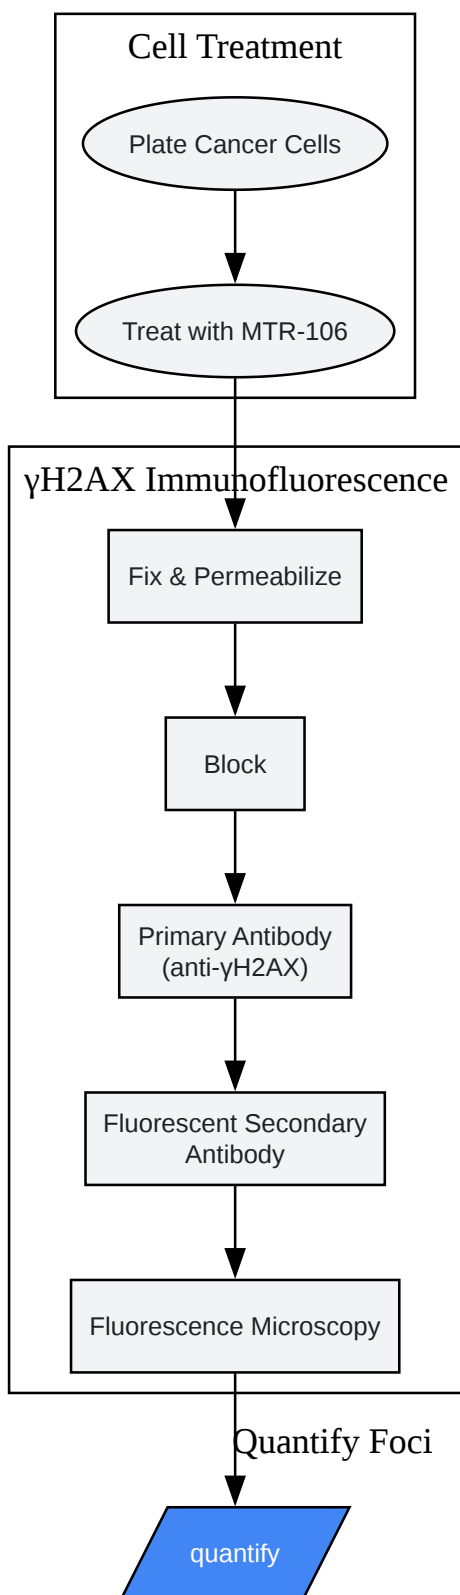 Cell Treatment
Plate Cancer Cells
Treat with MTR-106
γH2AX Immunofluorescence
Fix & Permeabilize
Block
Primary Antibody
(anti-γH2AX)
Fluorescent Secondary
Antibody
Fluorescence Microscopy
Quantify Foci
quantify